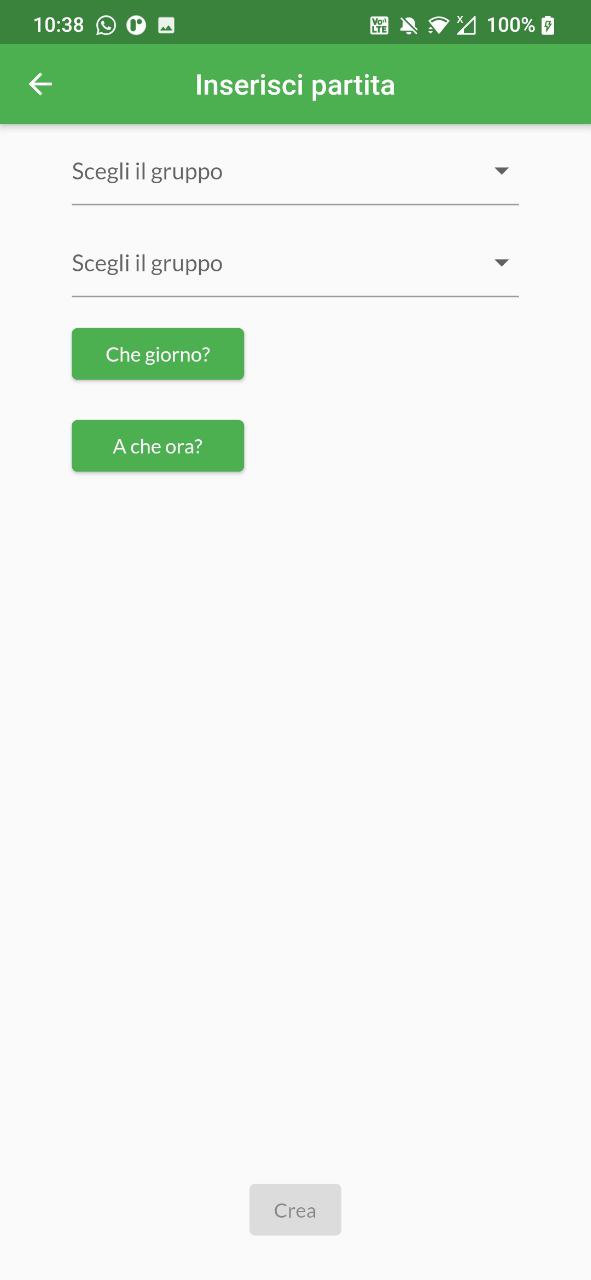 10:38 Vo)) LTE 100%
Inserisci partita
Scegli il gruppo
Scegli il gruppo
Che giorno?
A che ora?
Crea